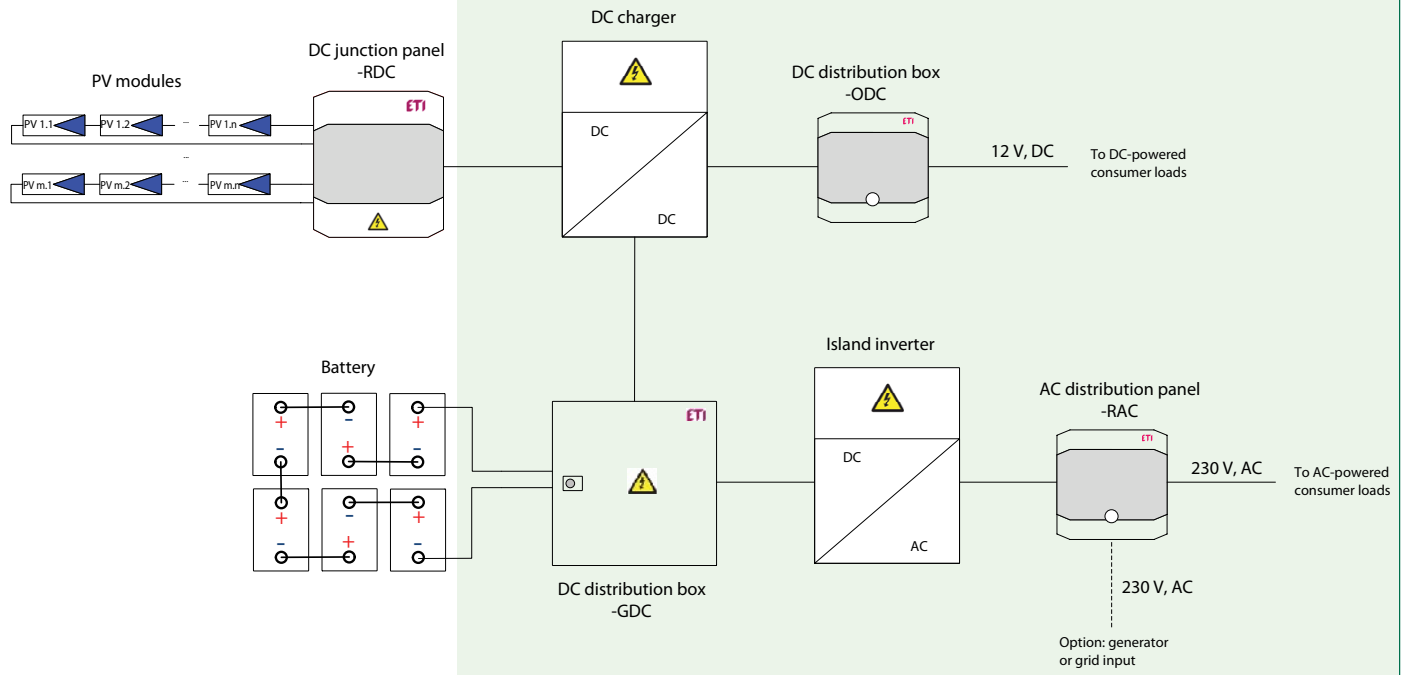 DC charger
DC junction panel
-RDC
PV modules
DC distribution box
-ODC
ETI
ETI
PV 1.1
PV 1.2
...
PV 1.n
DC
12 V, DC
To DC-powered
consumer loads
...
PV m.1
PV m.2
...
PV m.n
DC
Island inverter
Battery
AC distribution panel
-RAC
ETI
ETI
+
-
+
-
+
-
DC
230 V, AC
To AC-powered
consumer loads
+
-
+
-
+
-
AC
DC distribution box
-GDC
230 V, AC
Option: generator
or grid input